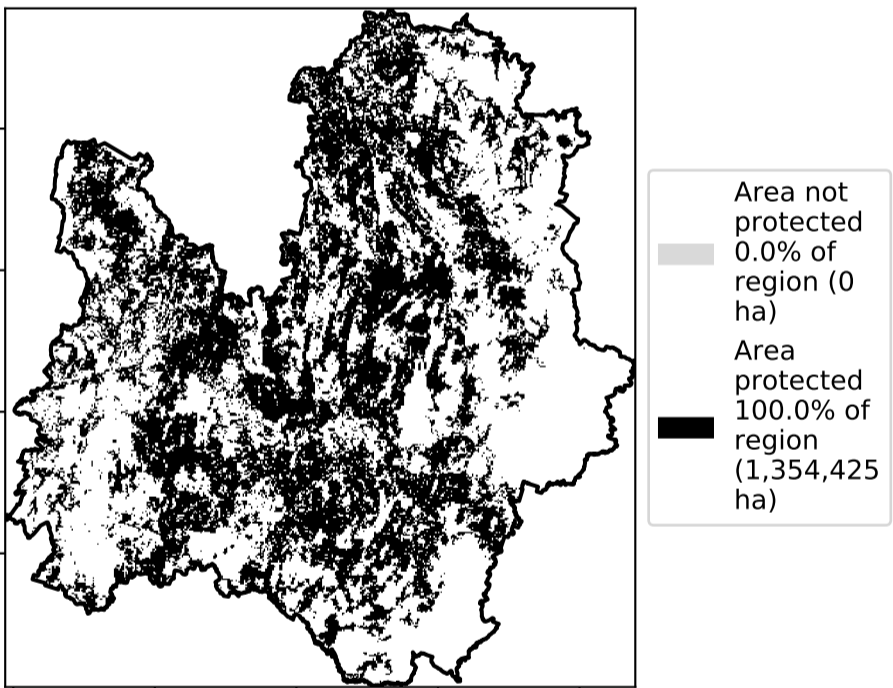 Area not
protected
0.0% of
region (0
ha)
Area
protected
100.0% of
region
(1,354,425
ha)